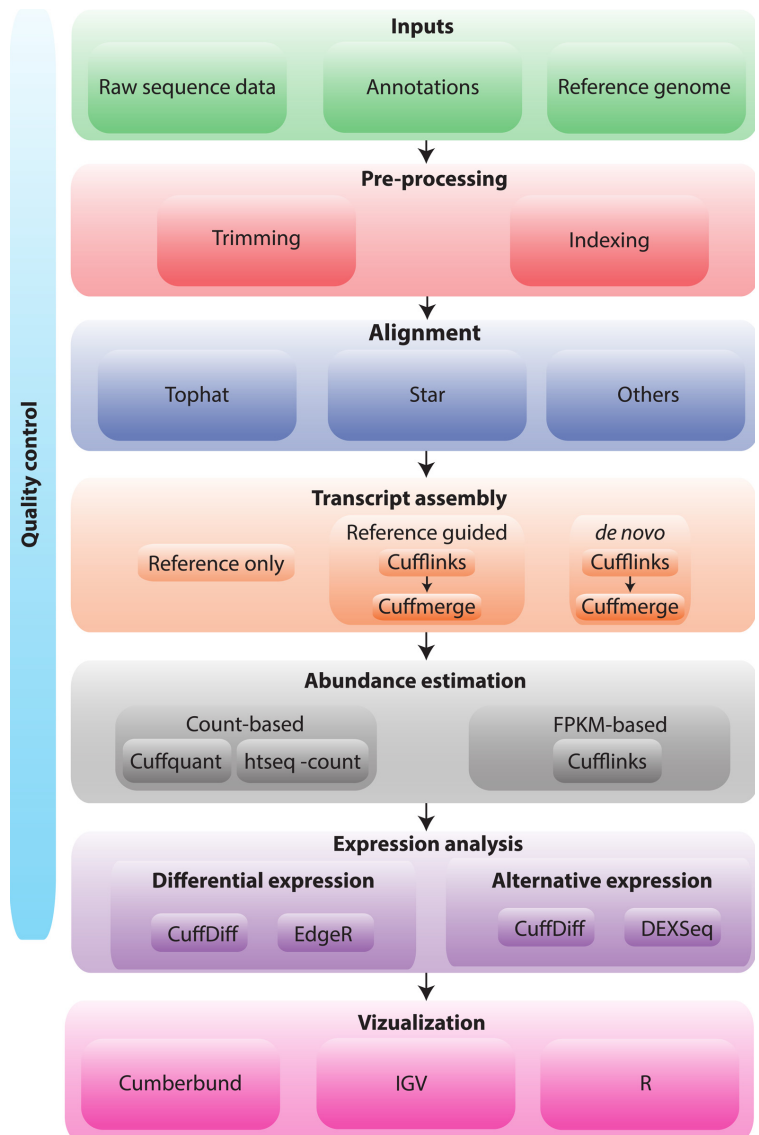 Inputs
Raw sequence data
Annotations
Reference genome
Pre-processing
Trimming
Indexing
Alignment
Tophat
Star
Others
Quality control
Transcript assembly
Reference only
Reference guided
Cufflinks
Cuffmerge
de novo
Cufflinks
Cuffmerge
Abundance estimation
Count-based
Cuffquant
htseq -count
FPKM-based
Cufflinks
Expression analysis
Differential expression
CuffDiff
EdgeR
Alternative expression
CuffDiff
DEXSeq
Vizualization
Cumberbund
IGV
R